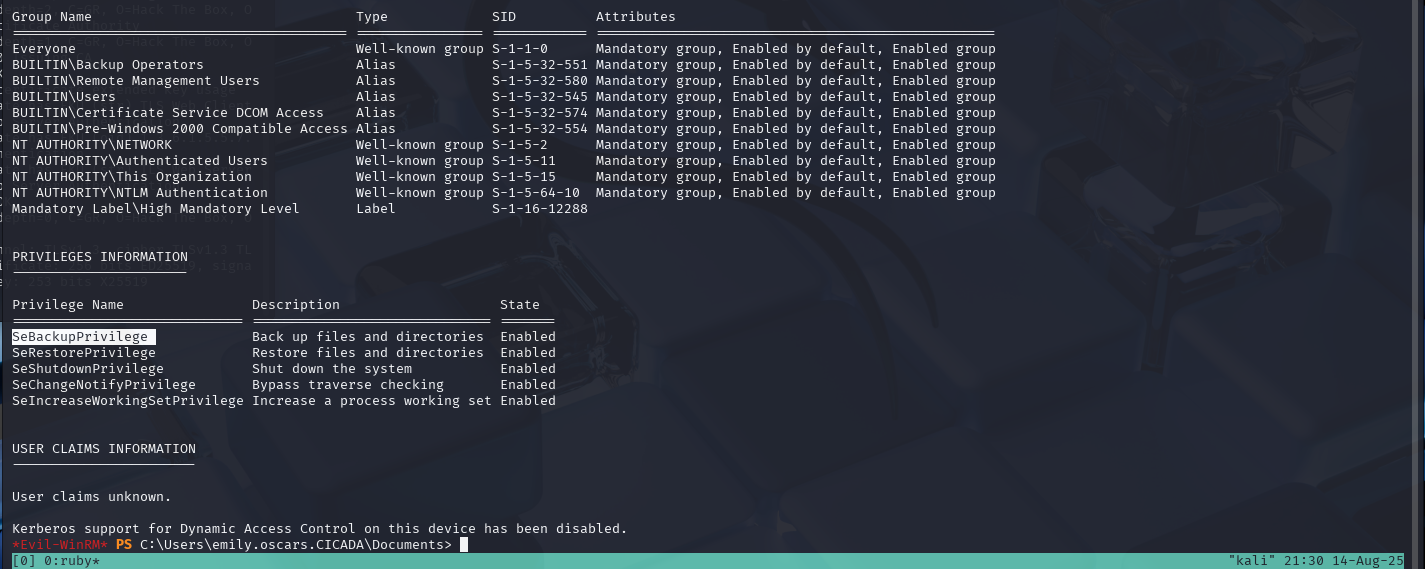 Group Name Type SID Attributes
Everyone Well-known group S-1-1-0 Mandatory group, Enabled by default, Enabled group
BUILTIN\Backup Operators Alias S-1-5-32-551 Mandatory group, Enabled by default, Enabled group
BUILTIN\Remote Management Users Alias S-1-5-32-580 Mandatory group, Enabled by default, Enabled group
BUILTIN\Users Alias S-1-5-32-545 Mandatory group, Enabled by default, Enabled group
BUILTIN\Certificate Service DCOM Access Alias S-1-5-32-574 Mandatory group, Enabled by default, Enabled group
BUILTIN\Pre-Windows 2000 Compatible Access Alias S-1-5-32-554 Mandatory group, Enabled by default, Enabled group
NT AUTHORITY\NETWORK Well-known group S-1-5-2 Mandatory group, Enabled by default, Enabled group
NT AUTHORITY\Authenticated Users Well-known group S-1-5-11 Mandatory group, Enabled by default, Enabled group
NT AUTHORITY\This Organization Well-known group S-1-5-15 Mandatory group, Enabled by default, Enabled group
NT AUTHORITY\NTLM Authentication Well-known group S-1-5-64-10 Mandatory group, Enabled by default, Enabled group
Mandatory Label\High Mandatory Level Label S-1-16-12288
PRIVILEGES INFORMATION
Privilege Name Description State
SeBackupPrivilege Back up files and directories Enabled
SeRestorePrivilege Restore files and directories Enabled
SeShutdownPrivilege Shut down the system Enabled
SeChangeNotifyPrivilege Bypass traverse checking Enabled
SeIncreaseWorkingSetPrivilege Increase a process working set Enabled
USER CLAIMS INFORMATION
User claims unknown.
Kerberos support for Dynamic Access Control on this device has been disabled.
*Evil-WinRM* PS C:\Users\emily.oscars.CICADA\Documents>
[0] 0:ruby* "kali" 21:30 14-Aug-25